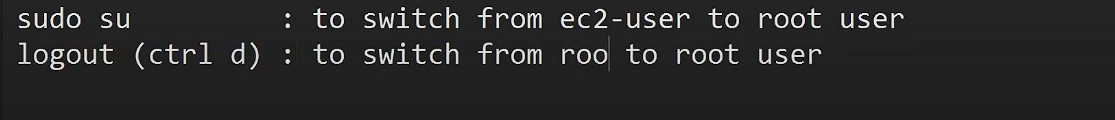 sudo su          : to switch from ec2-user to root user
logout (ctrl d) : to switch from roo to root user